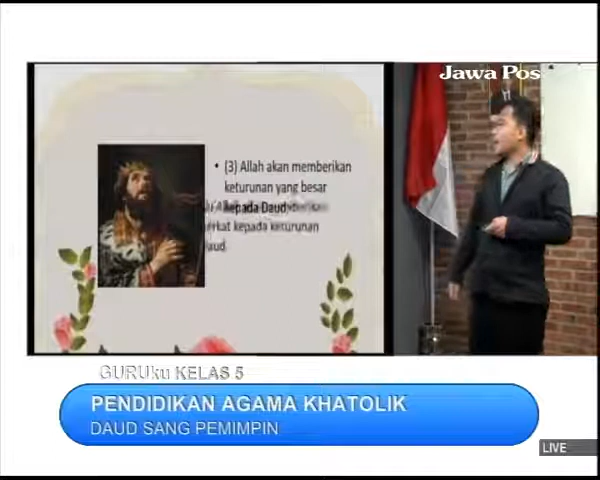 Jawa Pos
• (3) Allah akan memberikan
keturunan yang besar
kepada Daud
berkat kepada keturunan
Daud
GURUku KELAS 5
PENDIDIKAN AGAMA KHATOLIK
DAUD SANG PEMIMPIN
LIVE